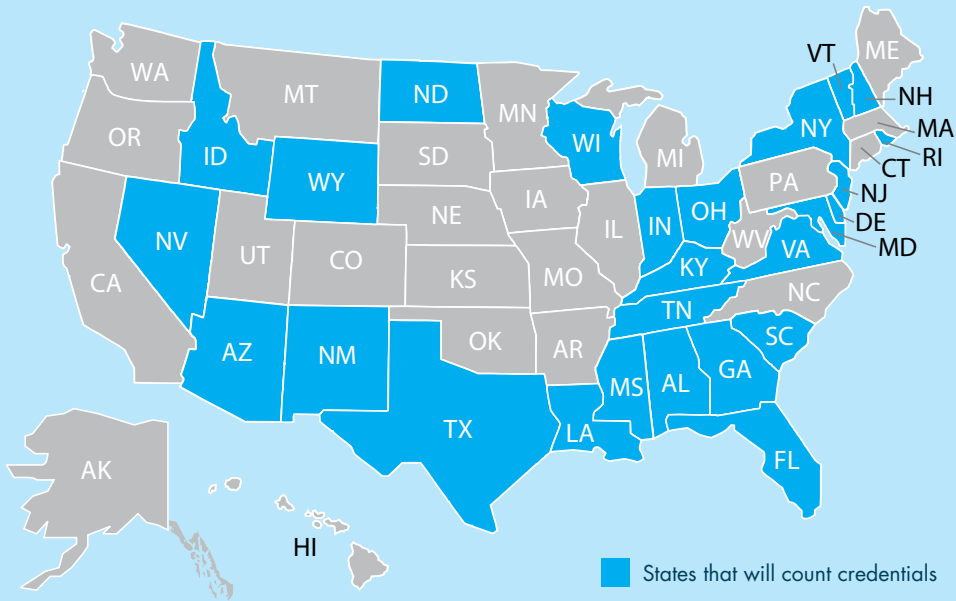 WA
MT
ND
MN
VT
ME
OR
ID
SD
WI
MI
NY
NH
MA
RI
CT
WY
NE
IA
PA
NJ
DE
MD
NV
UT
CO
KS
MO
IL
IN
OH
WV
VA
KY
CA
NC
TN
AZ
NM
OK
AR
SC
MS
AL
GA
TX
LA
FL
AK
HI
States that will count credentials